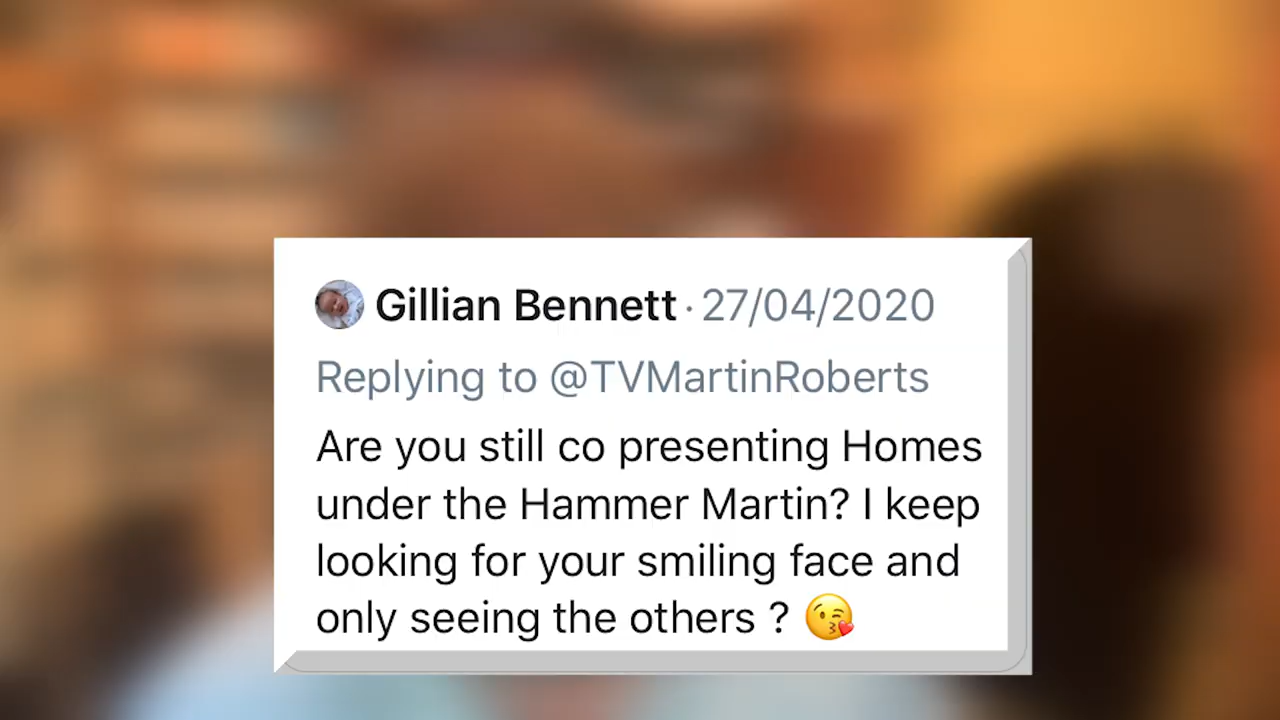 Gillian Bennett · 27/04/2020
Replying to @TVMartinRoberts
Are you still co presenting Homes
under the Hammer Martin? I keep
looking for your smiling face and
only seeing the others ? 😘